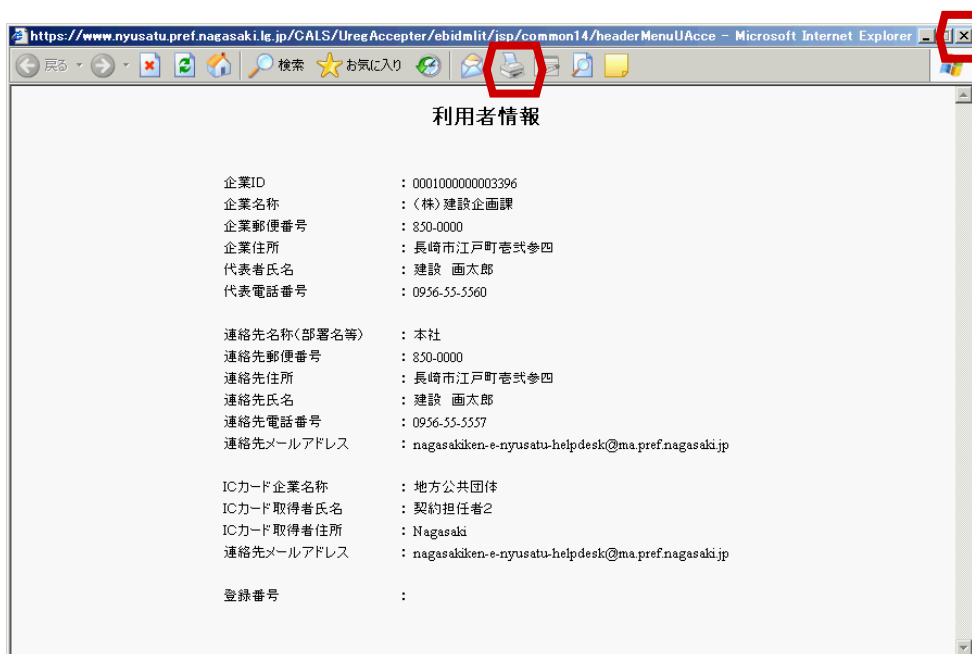 https://www.nyusatu.pref.nagasaki.lg.jp/CALS/UregAccepter/ebidmlit/jsp/common14/headerMenuUAcce - Microsoft Internet Explorer
戻る 検索 お気に入り
利用者情報
企業ID : 0001000000003396
企業名称 : (株)建設企画課
企業郵便番号 : 850-0000
企業住所 : 長崎市江戸町壱弐参四
代表者氏名 : 建設 画太郎
代表電話番号 : 0956-55-5560
連絡先名称(部署名等) : 本社
連絡先郵便番号 : 850-0000
連絡先住所 : 長崎市江戸町壱弐参四
連絡先氏名 : 建設 画太郎
連絡先電話番号 : 0956-55-5557
連絡先メールアドレス : nagasakiken-e-nyusatu-helpdesk@ma.pref.nagasaki.jp
ICカード企業名称 : 地方公共団体
ICカード取得者氏名 : 契約担任者2
ICカード取得者住所 : Nagasaki
連絡先メールアドレス : nagasakiken-e-nyusatu-helpdesk@ma.pref.nagasaki.jp
登録番号 :